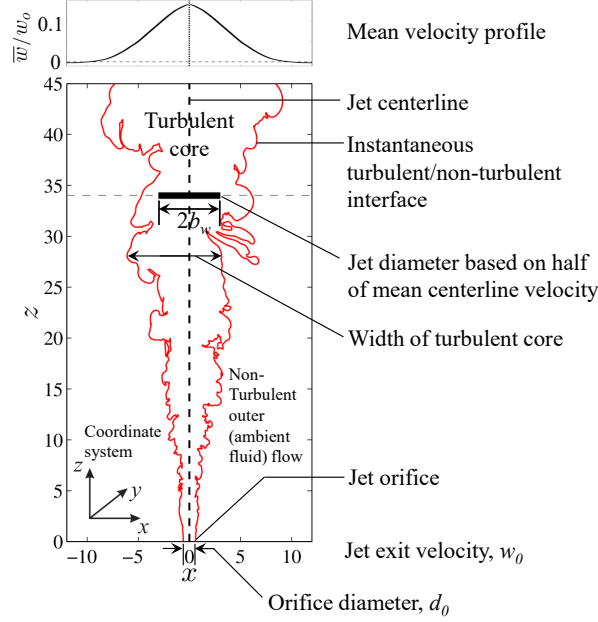 w̅/w₀
0.1
0
Mean velocity profile
45
40
35
30
25
20
15
10
5
0
z
Turbulent
core
2b_w
Jet centerline
Instantaneous
turbulent/non-turbulent
interface
Jet diameter based on half
of mean centerline velocity
Width of turbulent core
Non-
Turbulent
outer
(ambient
fluid) flow
Coordinate
system
z
y
x
Jet orifice
−10
−5
0
5
10
x
Jet exit velocity, w₀
Orifice diameter, d₀